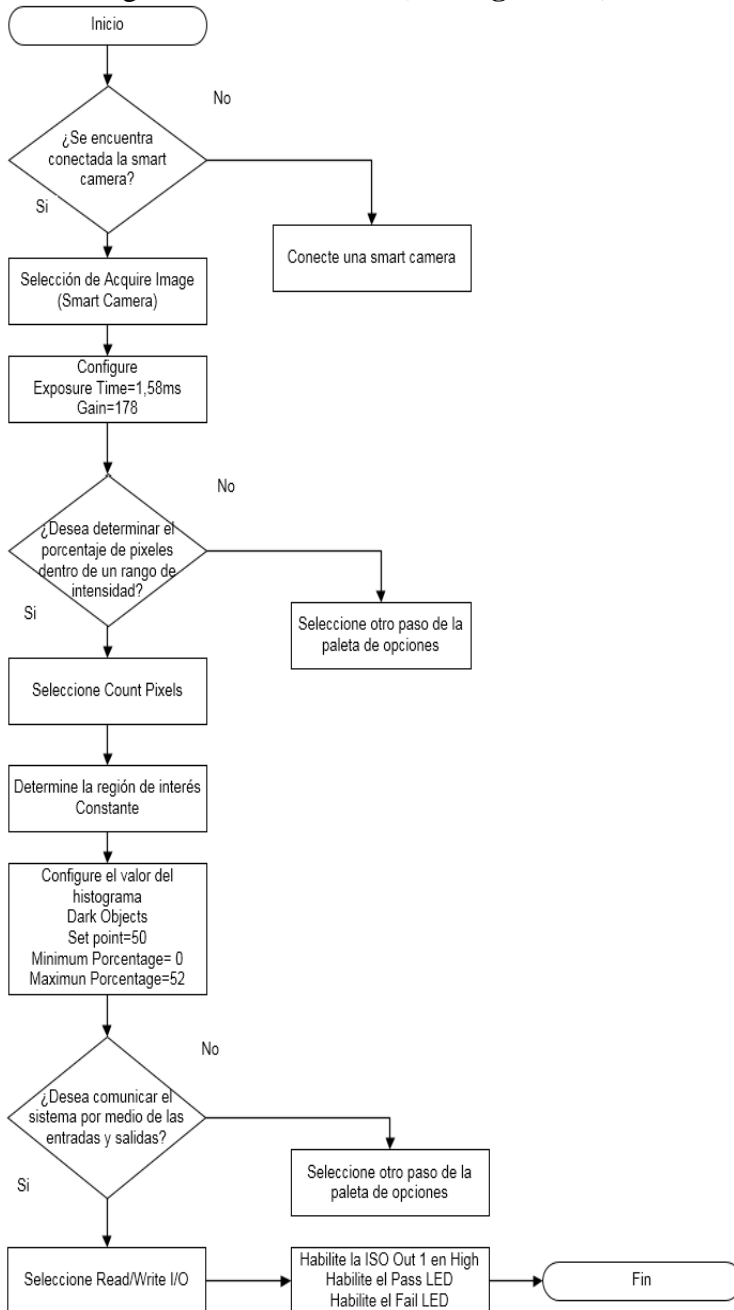 Inicio
No
¿Se encuentra
conectada la smart
camera?
Si
Conecte una smart camera
Selección de Acquire Image
(Smart Camera)
Configure
Exposure Time=1,58ms
Gain=178
No
¿Desea determinar el
porcentaje de pixeles
dentro de un rango de
intensidad?
Si
Seleccione otro paso de la
paleta de opciones
Seleccione Count Pixels
Determine la región de interés
Constante
Configure el valor del
histograma
Dark Objects
Set point=50
Minimum Porcentage= 0
Maximun Porcentage=52
No
¿Desea comunicar el
sistema por medio de las
entradas y salidas?
Si
Seleccione otro paso de la
paleta de opciones
Seleccione Read/Write I/O
Habilite la ISO Out 1 en High
Habilite el Pass LED
Habilite el Fail LED
Fin